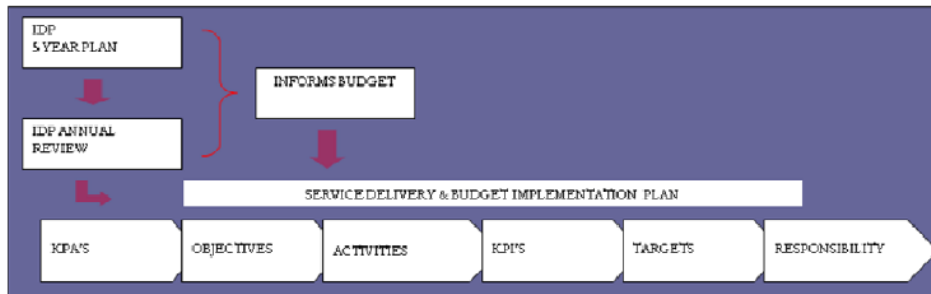 IDP
5 YEAR PLAN
INFORMS BUDGET
IDP ANNUAL
REVIEW
SERVICE DELIVERY & BUDGET IMPLEMENTATION PLAN
KPA'S
OBJECTIVES
ACTIVITIES
KPI'S
TARGETS
RESPONSIBILITY